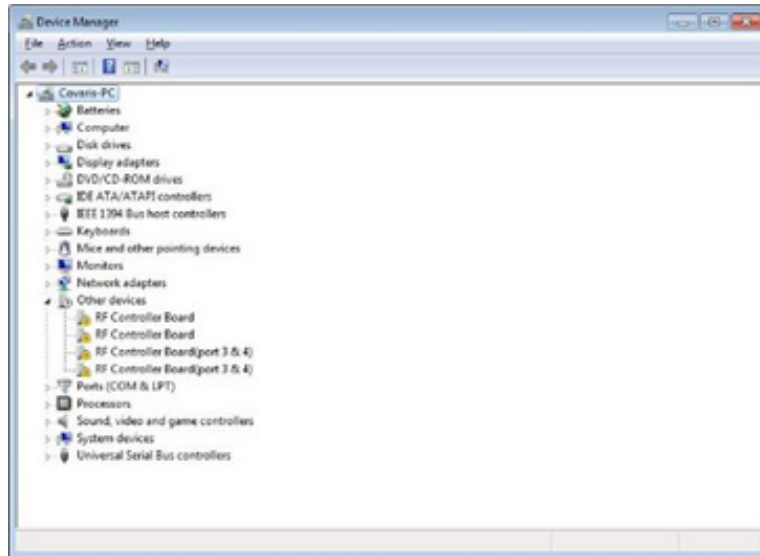 Device Manager
File Action View Help
Covaris-PC
Batteries
Computer
Disk drives
Display adapters
DVD/CD-ROM drives
IDE ATA/ATAPI controllers
IEEE 1394 Bus host controllers
Keyboards
Mice and other pointing devices
Monitors
Network adapters
Other devices
RF Controller Board
RF Controller Board
RF Controller Board(port 3 & 4)
RF Controller Board(port 3 & 4)
Ports (COM & LPT)
Processors
Sound, video and game controllers
System devices
Universal Serial Bus controllers